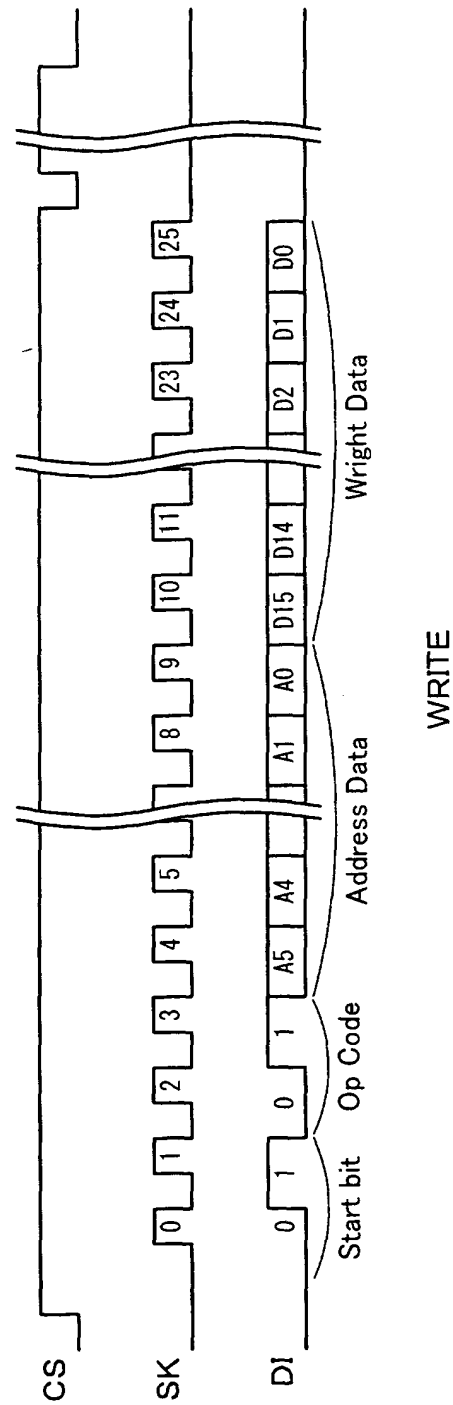 CS
SK
0 1 2 3 4 5 8 9 10 11 23 24 25
DI
0 1 0 1 A5 A4 A1 A0 D15 D14 D2 D1 D0
Start bit Op Code Address Data Wright Data
WRITE